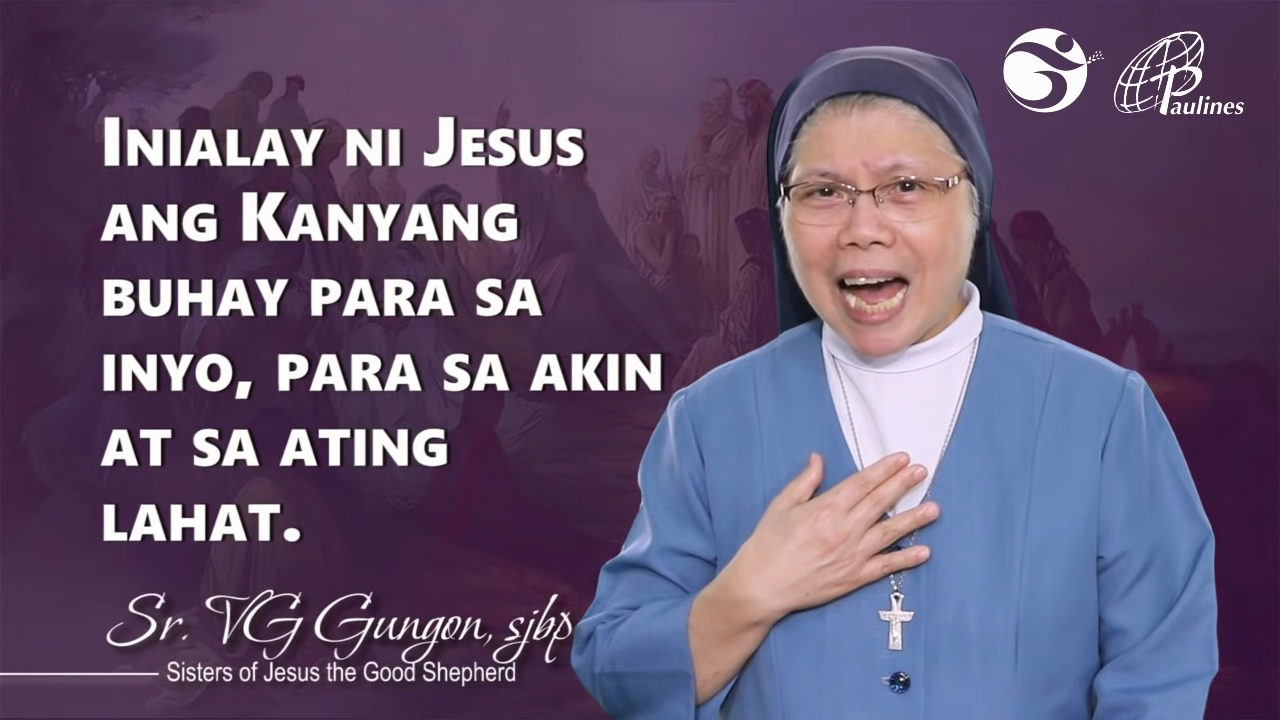 Inialay ni Jesus
ang Kanyang
buhay para sa
inyo, para sa akin
at sa ating
lahat.
Sr. VG Gungon, sjbp
Sisters of Jesus the Good Shepherd
Paulines